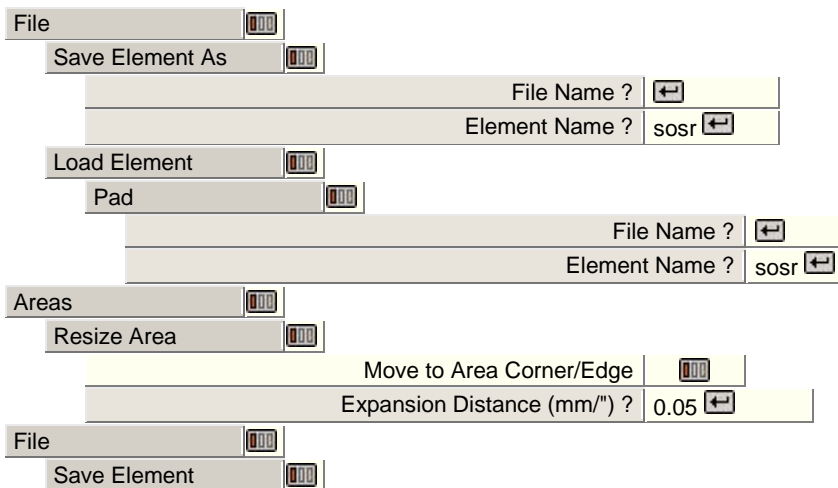 File
Save Element As
File Name ?
Element Name ? sosr
Load Element
Pad
File Name ?
Element Name ? sosr
Areas
Resize Area
Move to Area Corner/Edge
Expansion Distance (mm/") ? 0.05
File
Save Element